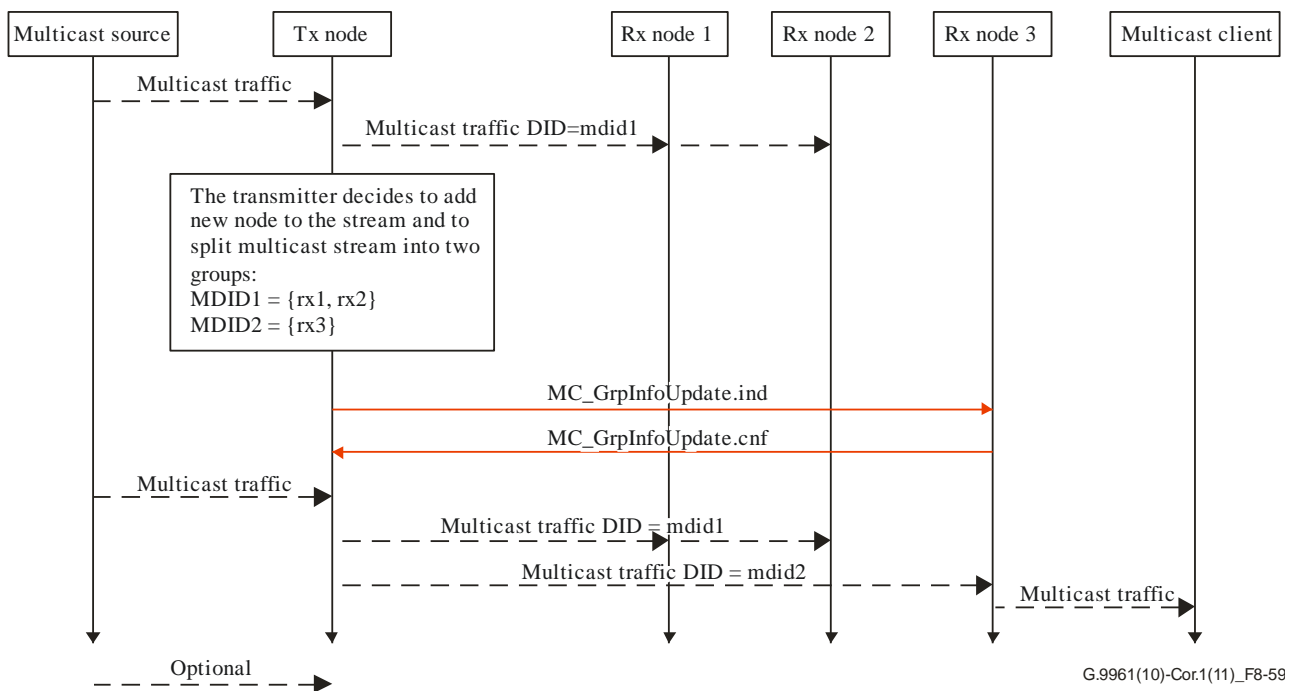 Multicast source
Tx node
Rx node 1
Rx node 2
Rx node 3
Multicast client
Multicast traffic
Multicast traffic DID=mdid1
The transmitter decides to add
new node to the stream and to
split multicast stream into two
groups:
MDID1 = {rx1, rx2}
MDID2 = {rx3}
MC_GrpInfoUpdate.ind
MC_GrpInfoUpdate.cnf
Multicast traffic
Multicast traffic DID = mdid1
Multicast traffic DID = mdid2
Multicast traffic
Optional
G.9961(10)-Cor.1(11)_F8-59